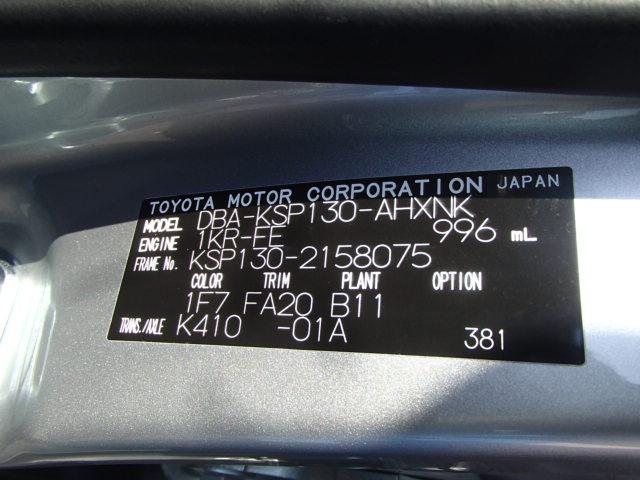 TOYOTA MOTOR CORPORATION JAPAN
MODEL DBA-KSP130-AHXNK
ENGINE 1KR-FE 996 mL
FRAME No. KSP130-2158075
COLOR TRIM PLANT OPTION
1F7 FA20 B11
TRANS./AXLE K410 -01A 381